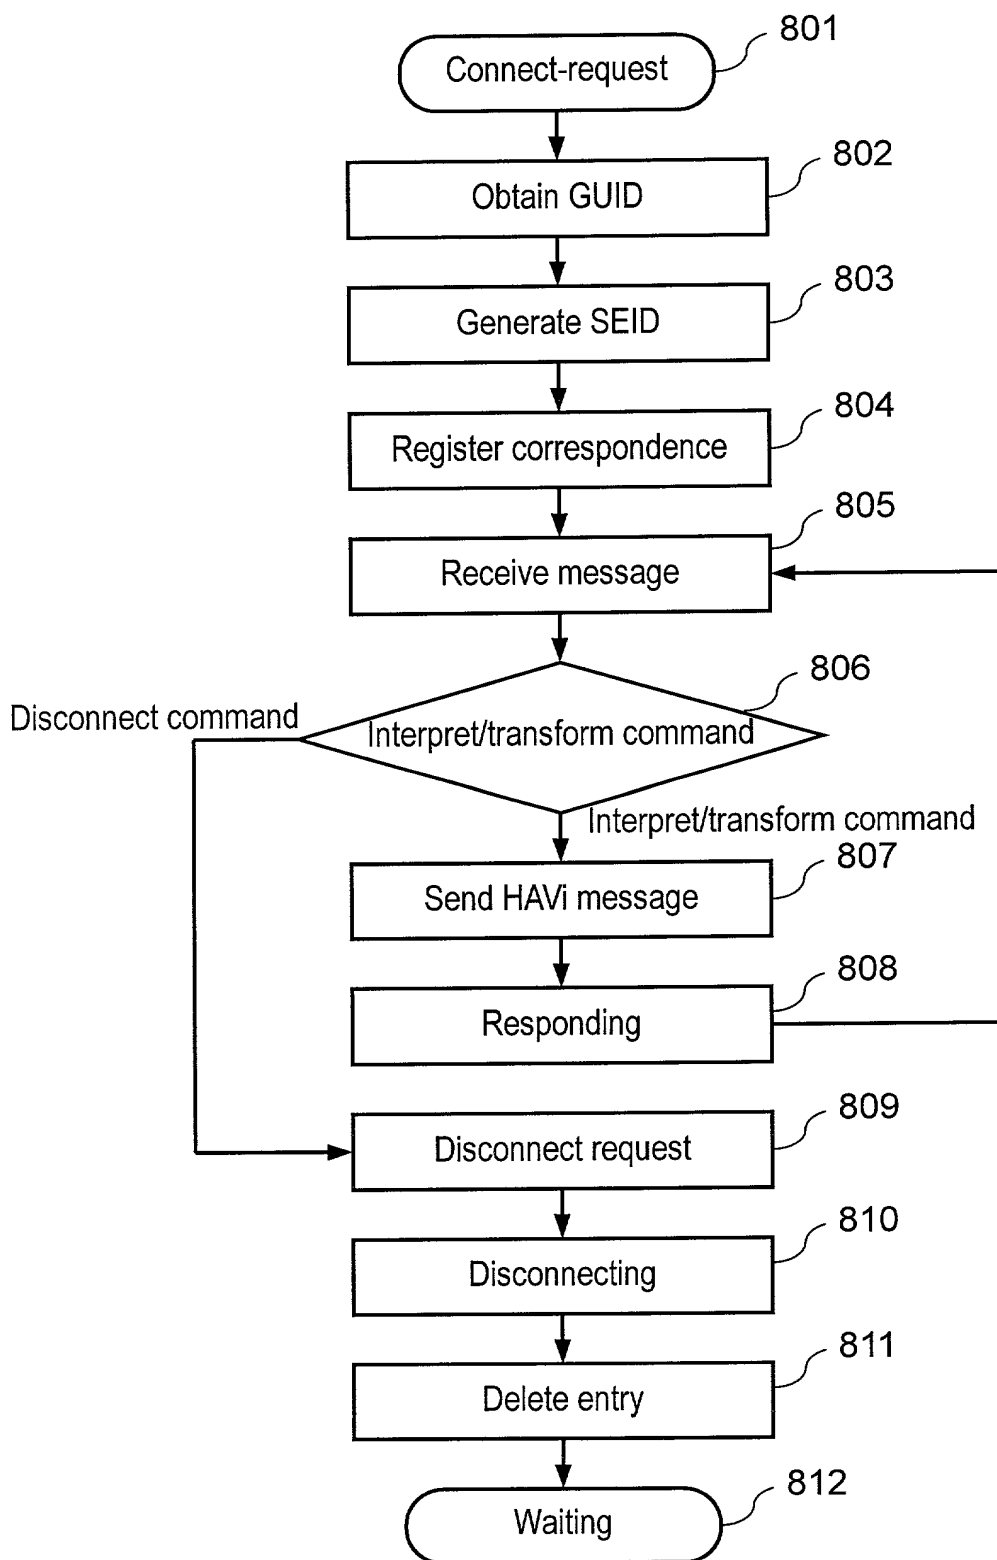 801
Connect-request
802
Obtain GUID
803
Generate SEID
804
Register correspondence
805
Receive message
806
Disconnect command
Interpret/transform command
Interpret/transform command
807
Send HAVi message
808
Responding
809
Disconnect request
810
Disconnecting
811
Delete entry
812
Waiting